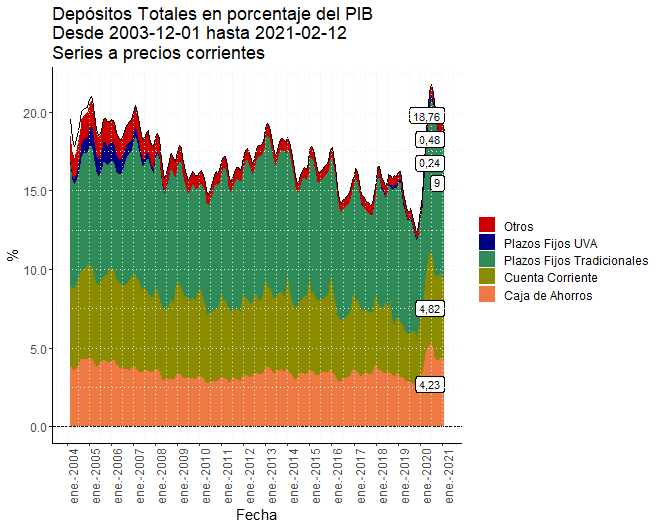 Depósitos Totales en porcentaje del PIB
Desde 2003-12-01 hasta 2021-02-12
Series a precios corrientes
%
20.0
15.0
10.0
5.0
0.0
18,76
0,48
0,24
9
4,82
4,23
Otros
Plazos Fijos UVA
Plazos Fijos Tradicionales
Cuenta Corriente
Caja de Ahorros
ene.-2004
ene.-2005
ene.-2006
ene.-2007
ene.-2008
ene.-2009
ene.-2010
ene.-2011
ene.-2012
ene.-2013
ene.-2014
ene.-2015
ene.-2016
ene.-2017
ene.-2018
ene.-2019
ene.-2020
ene.-2021
Fecha